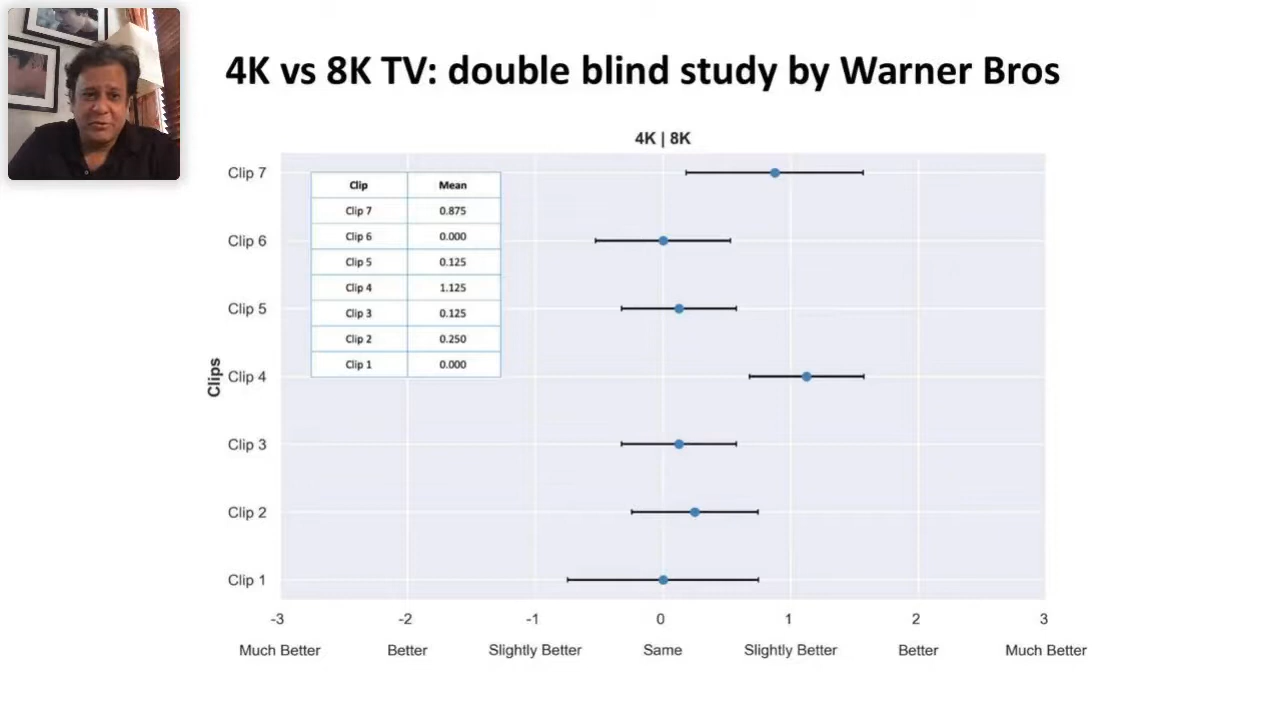 4K vs 8K TV: double blind study by Warner Bros
4K | 8K
Clip 7
Clip 6
Clip 5
Clip 4
Clip 3
Clip 2
Clip 1
Clips
Clip Mean
Clip 7 0.875
Clip 6 0.000
Clip 5 0.125
Clip 4 1.125
Clip 3 0.125
Clip 2 0.250
Clip 1 0.000
-3 -2 -1 0 1 2 3
Much Better Better Slightly Better Same Slightly Better Better Much Better